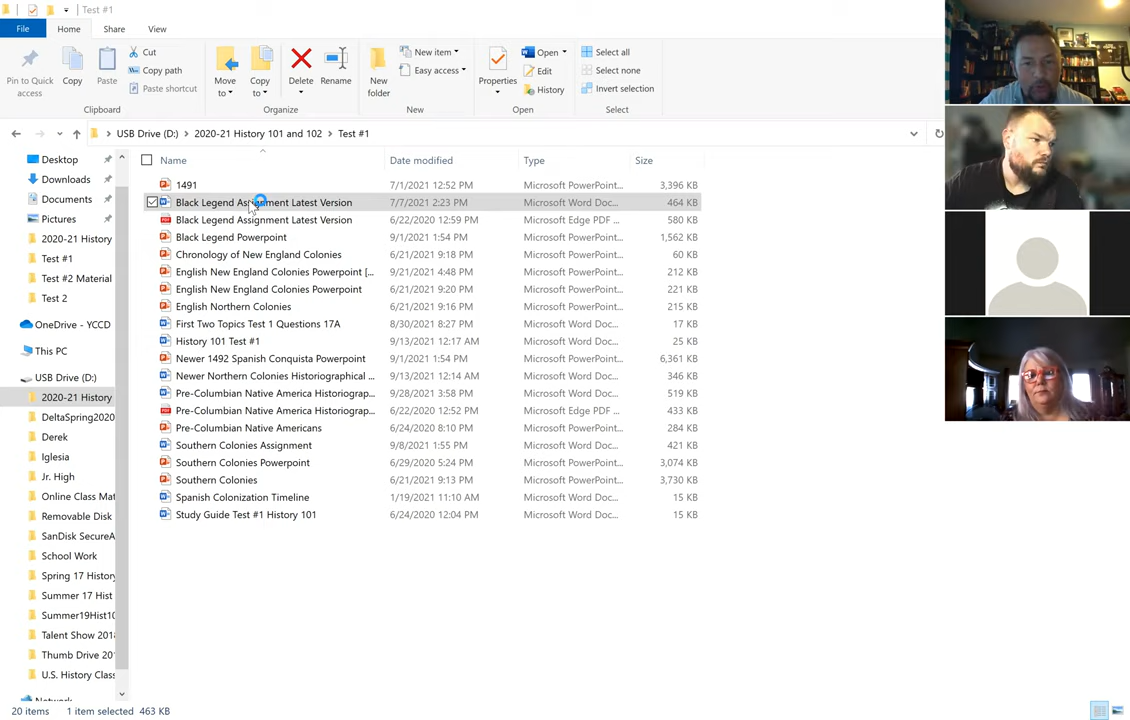 Test #1
File Home Share View
Pin to Quick access
Copy
Paste
Cut
Copy path
Paste shortcut
Clipboard
Move to
Copy to
Delete
Rename
Organize
New folder
New item
Easy access
New
Properties
Open
Edit
History
Open
Select all
Select none
Invert selection
Select
USB Drive (D:) 2020-21 History 101 and 102 Test #1
Name Date modified Type Size
1491 7/1/2021 12:52 PM Microsoft PowerPoint... 3,396 KB
Black Legend Assignment Latest Version 7/7/2021 2:23 PM Microsoft Word Doc... 464 KB
Black Legend Assignment Latest Version 6/22/2020 12:59 PM Microsoft Edge PDF ... 580 KB
Black Legend Powerpoint 9/1/2021 1:54 PM Microsoft PowerPoint... 1,562 KB
Chronology of New England Colonies 6/21/2021 9:18 PM Microsoft PowerPoint... 60 KB
English New England Colonies Powerpoint [... 9/21/2021 4:48 PM Microsoft PowerPoint... 212 KB
English New England Colonies Powerpoint 6/21/2021 9:20 PM Microsoft PowerPoint... 221 KB
English Northern Colonies 6/21/2021 9:16 PM Microsoft PowerPoint... 215 KB
First Two Topics Test 1 Questions 17A 8/30/2021 8:27 PM Microsoft Word Doc... 17 KB
History 101 Test #1 9/13/2021 12:17 AM Microsoft Word Doc... 25 KB
Newer 1492 Spanish Conquista Powerpoint 9/1/2021 1:54 PM Microsoft PowerPoint... 6,361 KB
Newer Northern Colonies Historiographical ... 9/13/2021 12:14 AM Microsoft Word Doc... 346 KB
Pre-Columbian Native America Historiograp... 9/28/2021 3:58 PM Microsoft Word Doc... 519 KB
Pre-Columbian Native America Historiograp... 6/22/2020 12:52 PM Microsoft Edge PDF ... 433 KB
Pre-Columbian Native Americans 6/24/2020 8:10 PM Microsoft PowerPoint... 284 KB
Southern Colonies Assignment 9/8/2021 1:55 PM Microsoft Word Doc... 421 KB
Southern Colonies Powerpoint 6/29/2020 5:24 PM Microsoft PowerPoint... 3,074 KB
Southern Colonies 6/21/2021 9:13 PM Microsoft PowerPoint... 3,730 KB
Spanish Colonization Timeline 1/19/2021 11:10 AM Microsoft Word Doc... 15 KB
Study Guide Test #1 History 101 6/24/2020 12:04 PM Microsoft Word Doc... 15 KB
Desktop
Downloads
Documents
Pictures
2020-21 History
Test #1
Test #2 Material
Test 2
OneDrive - YCCD
This PC
USB Drive (D:)
2020-21 History
DeltaSpring2020
Derek
Iglesia
Jr. High
Online Class Mat
Removable Disk
SanDisk SecureA
School Work
Spring 17 History
Summer 17 Hist
Summer19Hist10
Talent Show 201
Thumb Drive 20
U.S. History Class
Network
20 items 1 item selected 463 KB